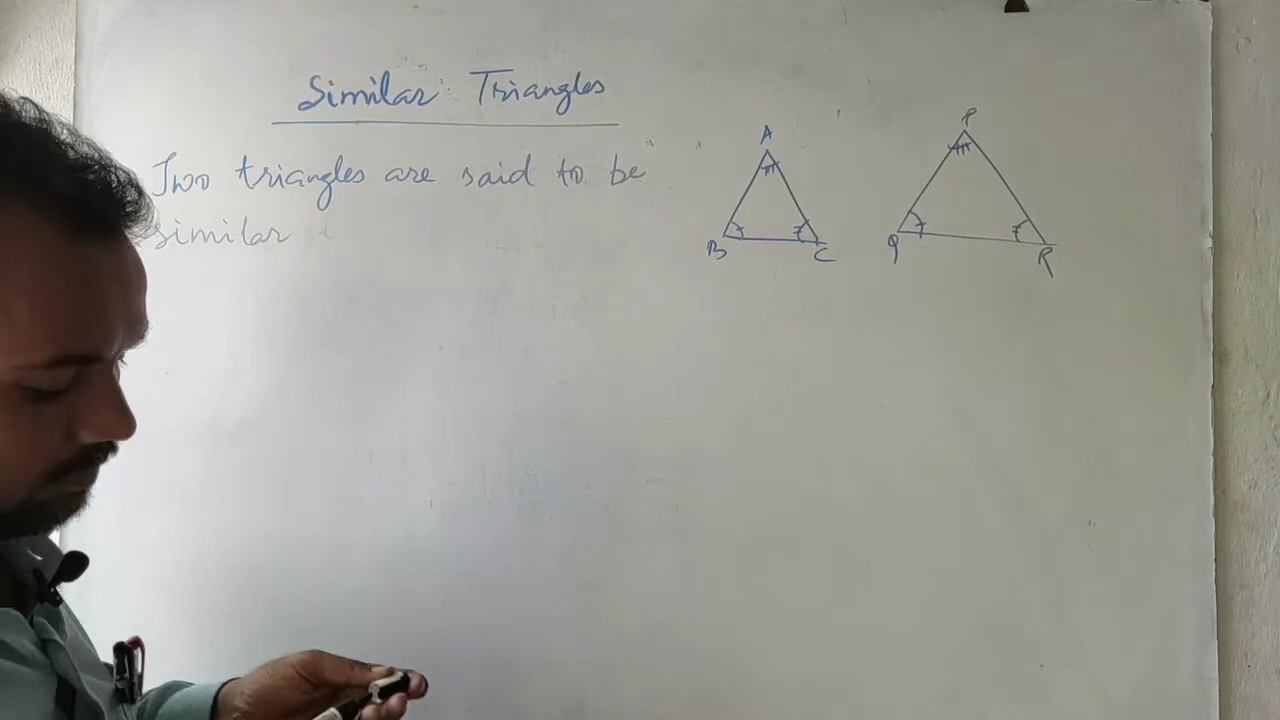 Similar Triangles
Two triangles are said to be
similar
A
B
C
P
Q
R